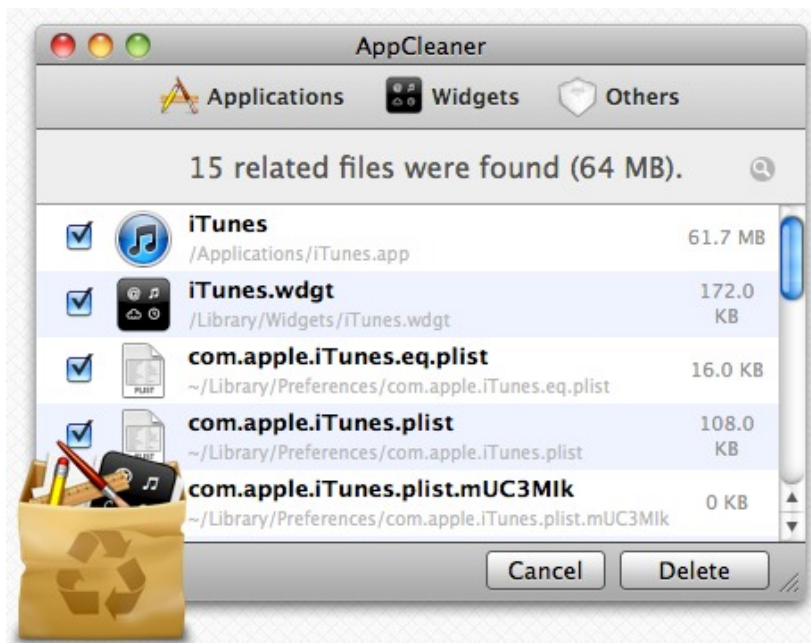 AppCleaner
Applications Widgets Others
15 related files were found (64 MB).
iTunes
/Applications/iTunes.app
61.7 MB
iTunes.wdgt
/Library/Widgets/iTunes.wdgt
172.0
KB
com.apple.iTunes.eq.plist
~/Library/Preferences/com.apple.iTunes.eq.plist
16.0 KB
PLIST
com.apple.iTunes.plist
~/Library/Preferences/com.apple.iTunes.plist
108.0
KB
com.apple.iTunes.plist.mUC3MIk
~/Library/Preferences/com.apple.iTunes.plist.mUC3MIk
0 KB
Cancel Delete